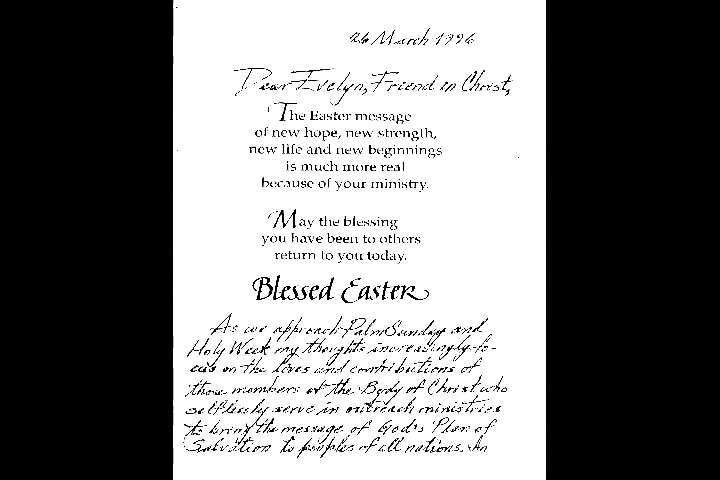 26 March 1996
Dear Evelyn, Friend in Christ,
The Easter message
of new hope, new strength,
new life and new beginnings
is much more real
because of your ministry.
May the blessing
you have been to others
return to you today.
Blessed Easter
As we approach Palm Sunday and
Holy Week my thoughts increasingly fo-
cus on the lives and contributions of
those members of the Body of Christ who
selflessly serve in outreach ministries
to bring the message of God's Plan of
Salvation to peoples of all nations. In